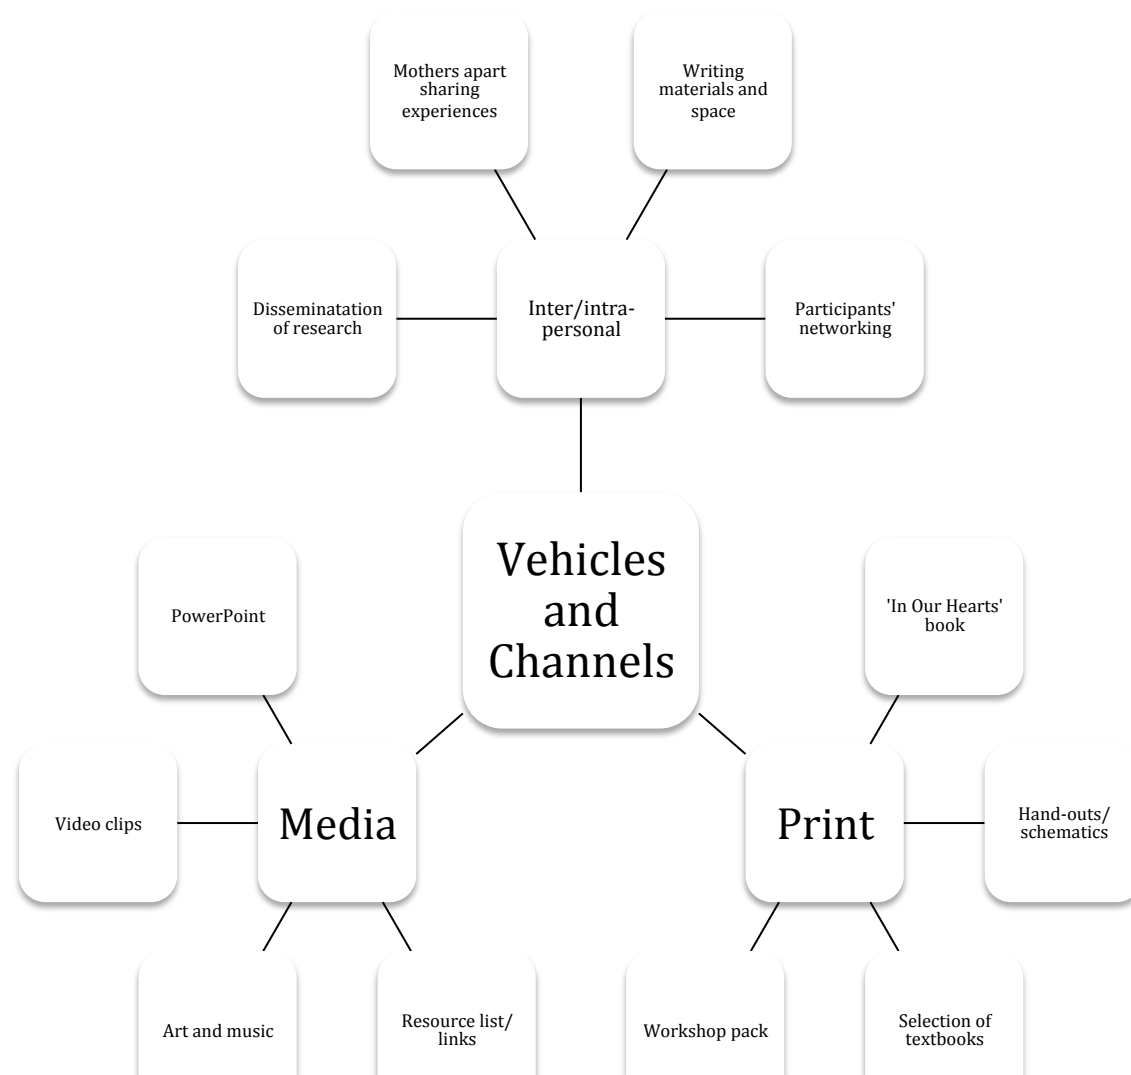 Mothers apart
sharing
experiences
Writing
materials and
space
Disseminatation
of research
Inter/intra-
personal
Participants'
networking
Vehicles
and
Channels
PowerPoint
'In Our Hearts'
book
Video clips
Media
Print
Hand-outs/
schematics
Art and music
Resource list/
links
Workshop pack
Selection of
textbooks